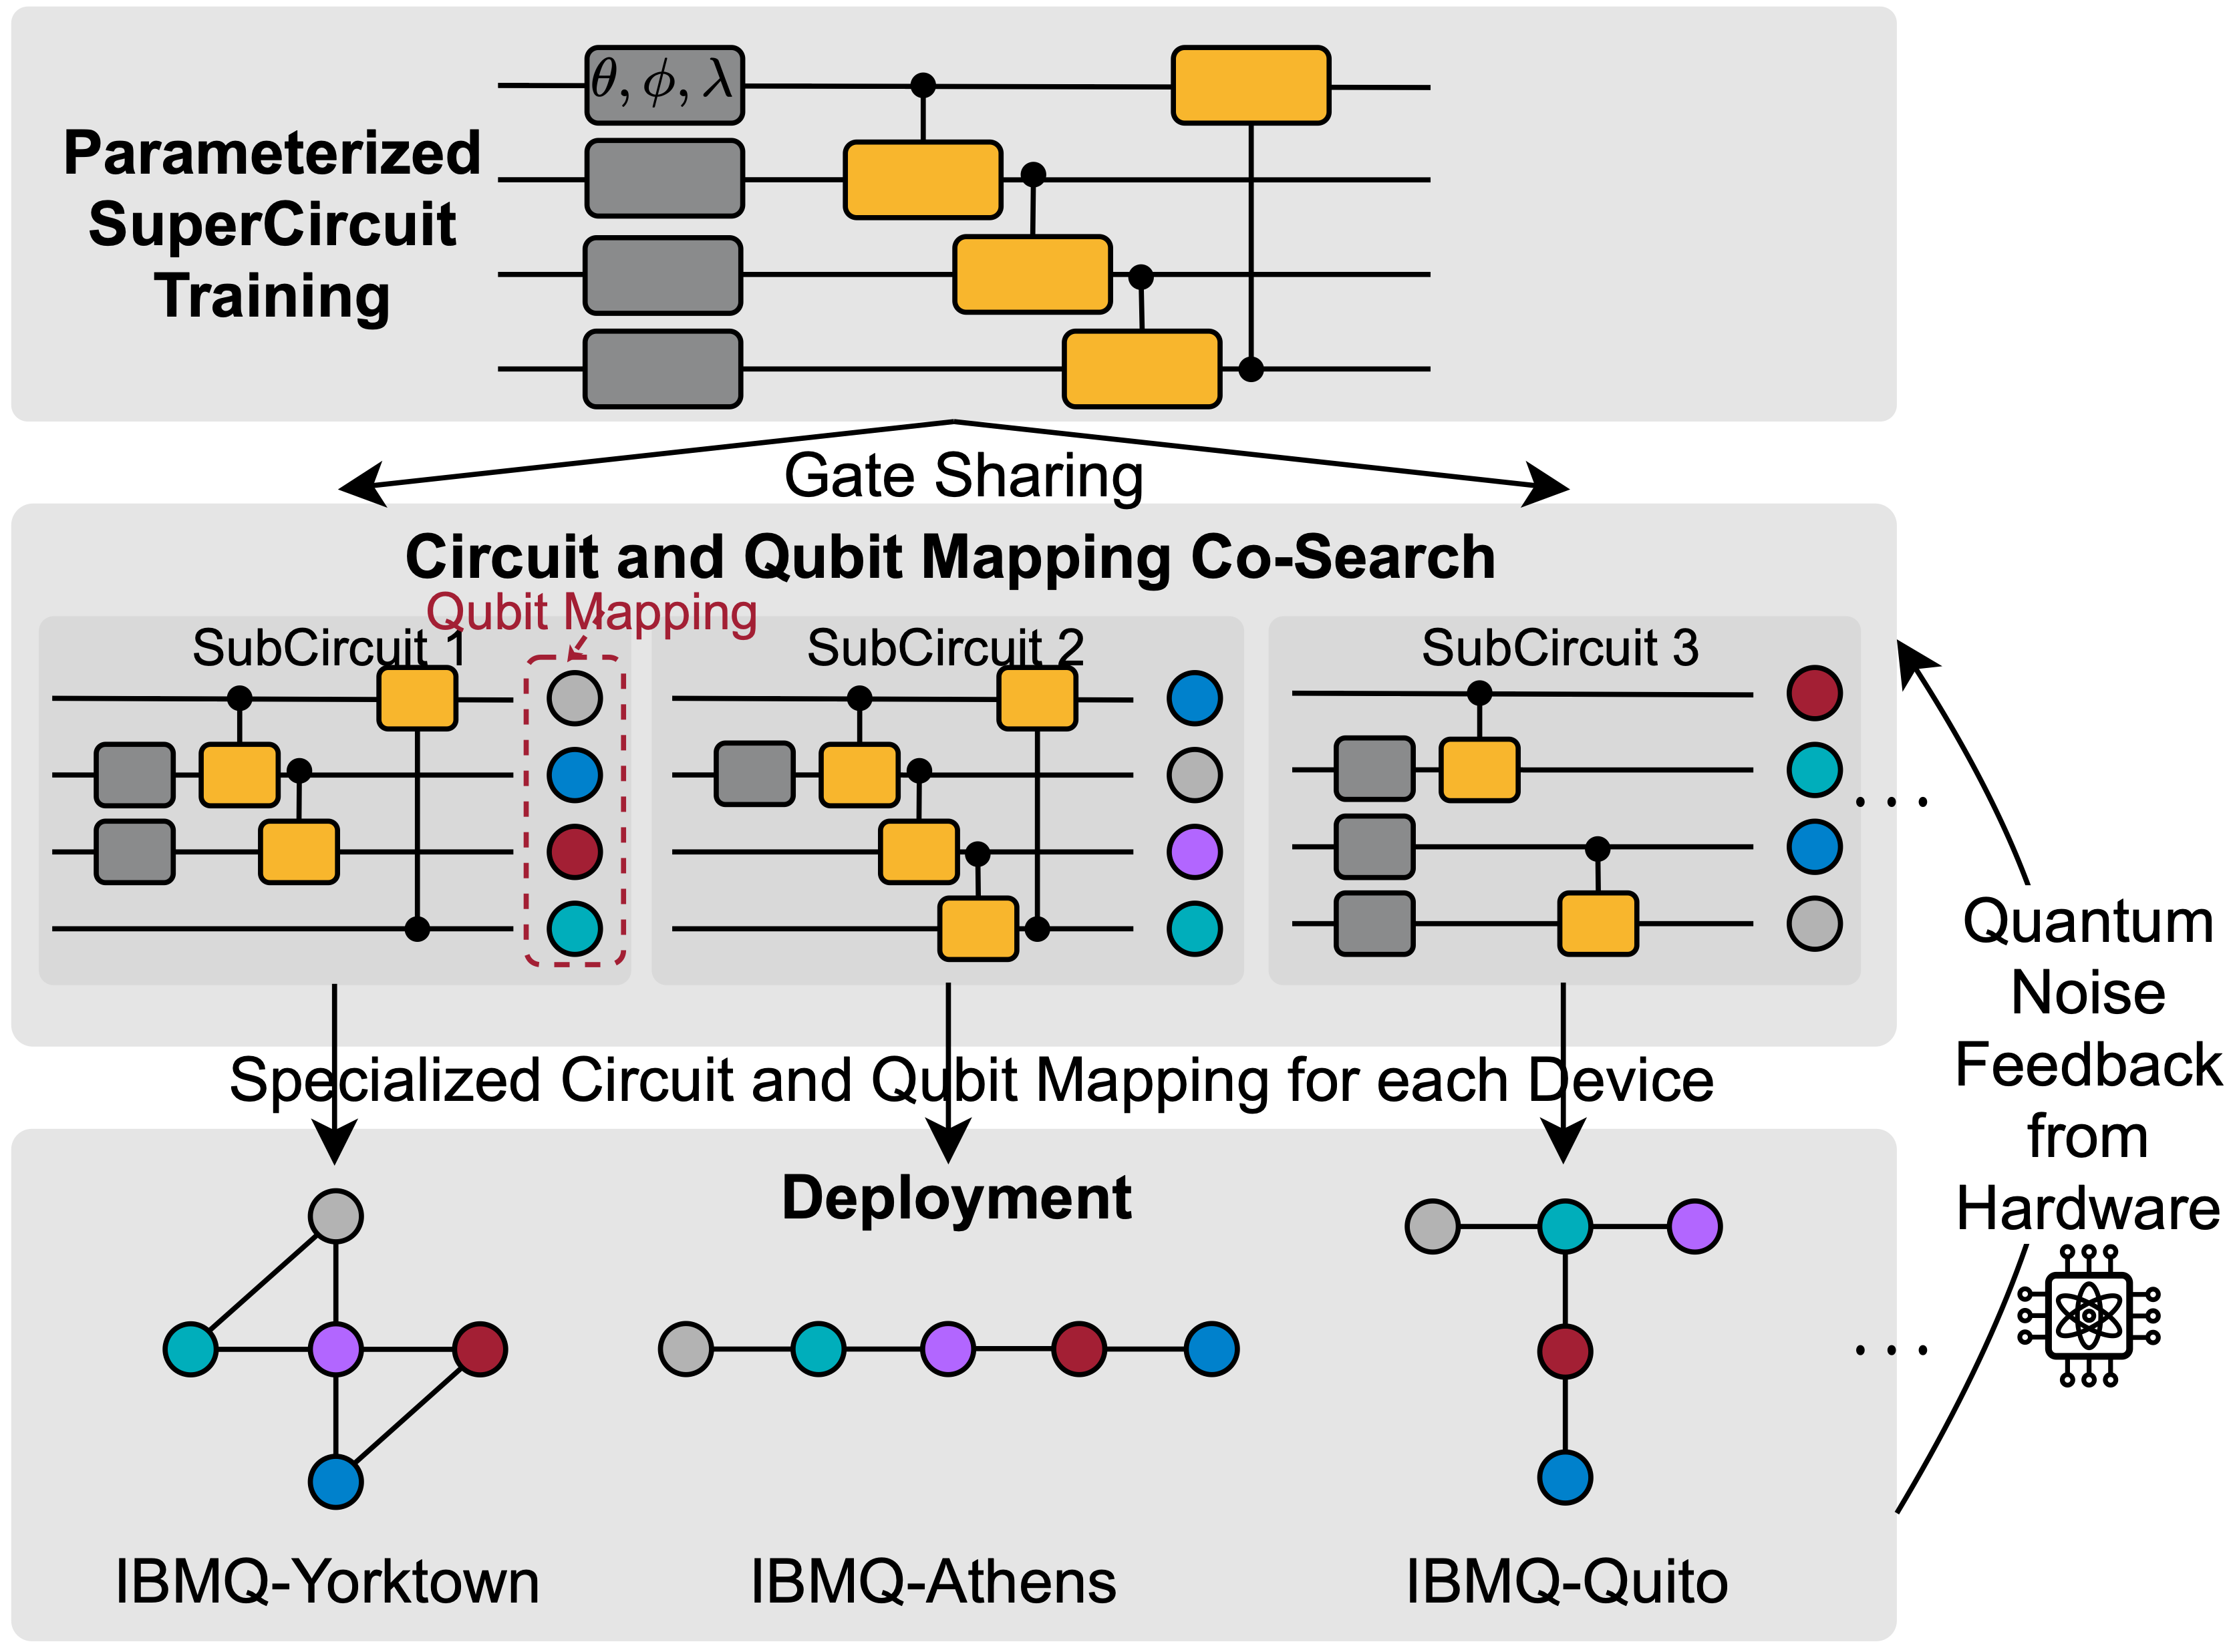 θ, ϕ, λ
Parameterized
SuperCircuit
Training
Gate Sharing
Circuit and Qubit Mapping Co-Search
Qubit Mapping
SubCircuit 1
SubCircuit 2
SubCircuit 3
...
Quantum
Noise
Feedback
from
Hardware
Specialized Circuit and Qubit Mapping for each Device
Deployment
...
IBMQ-Yorktown
IBMQ-Athens
IBMQ-Quito